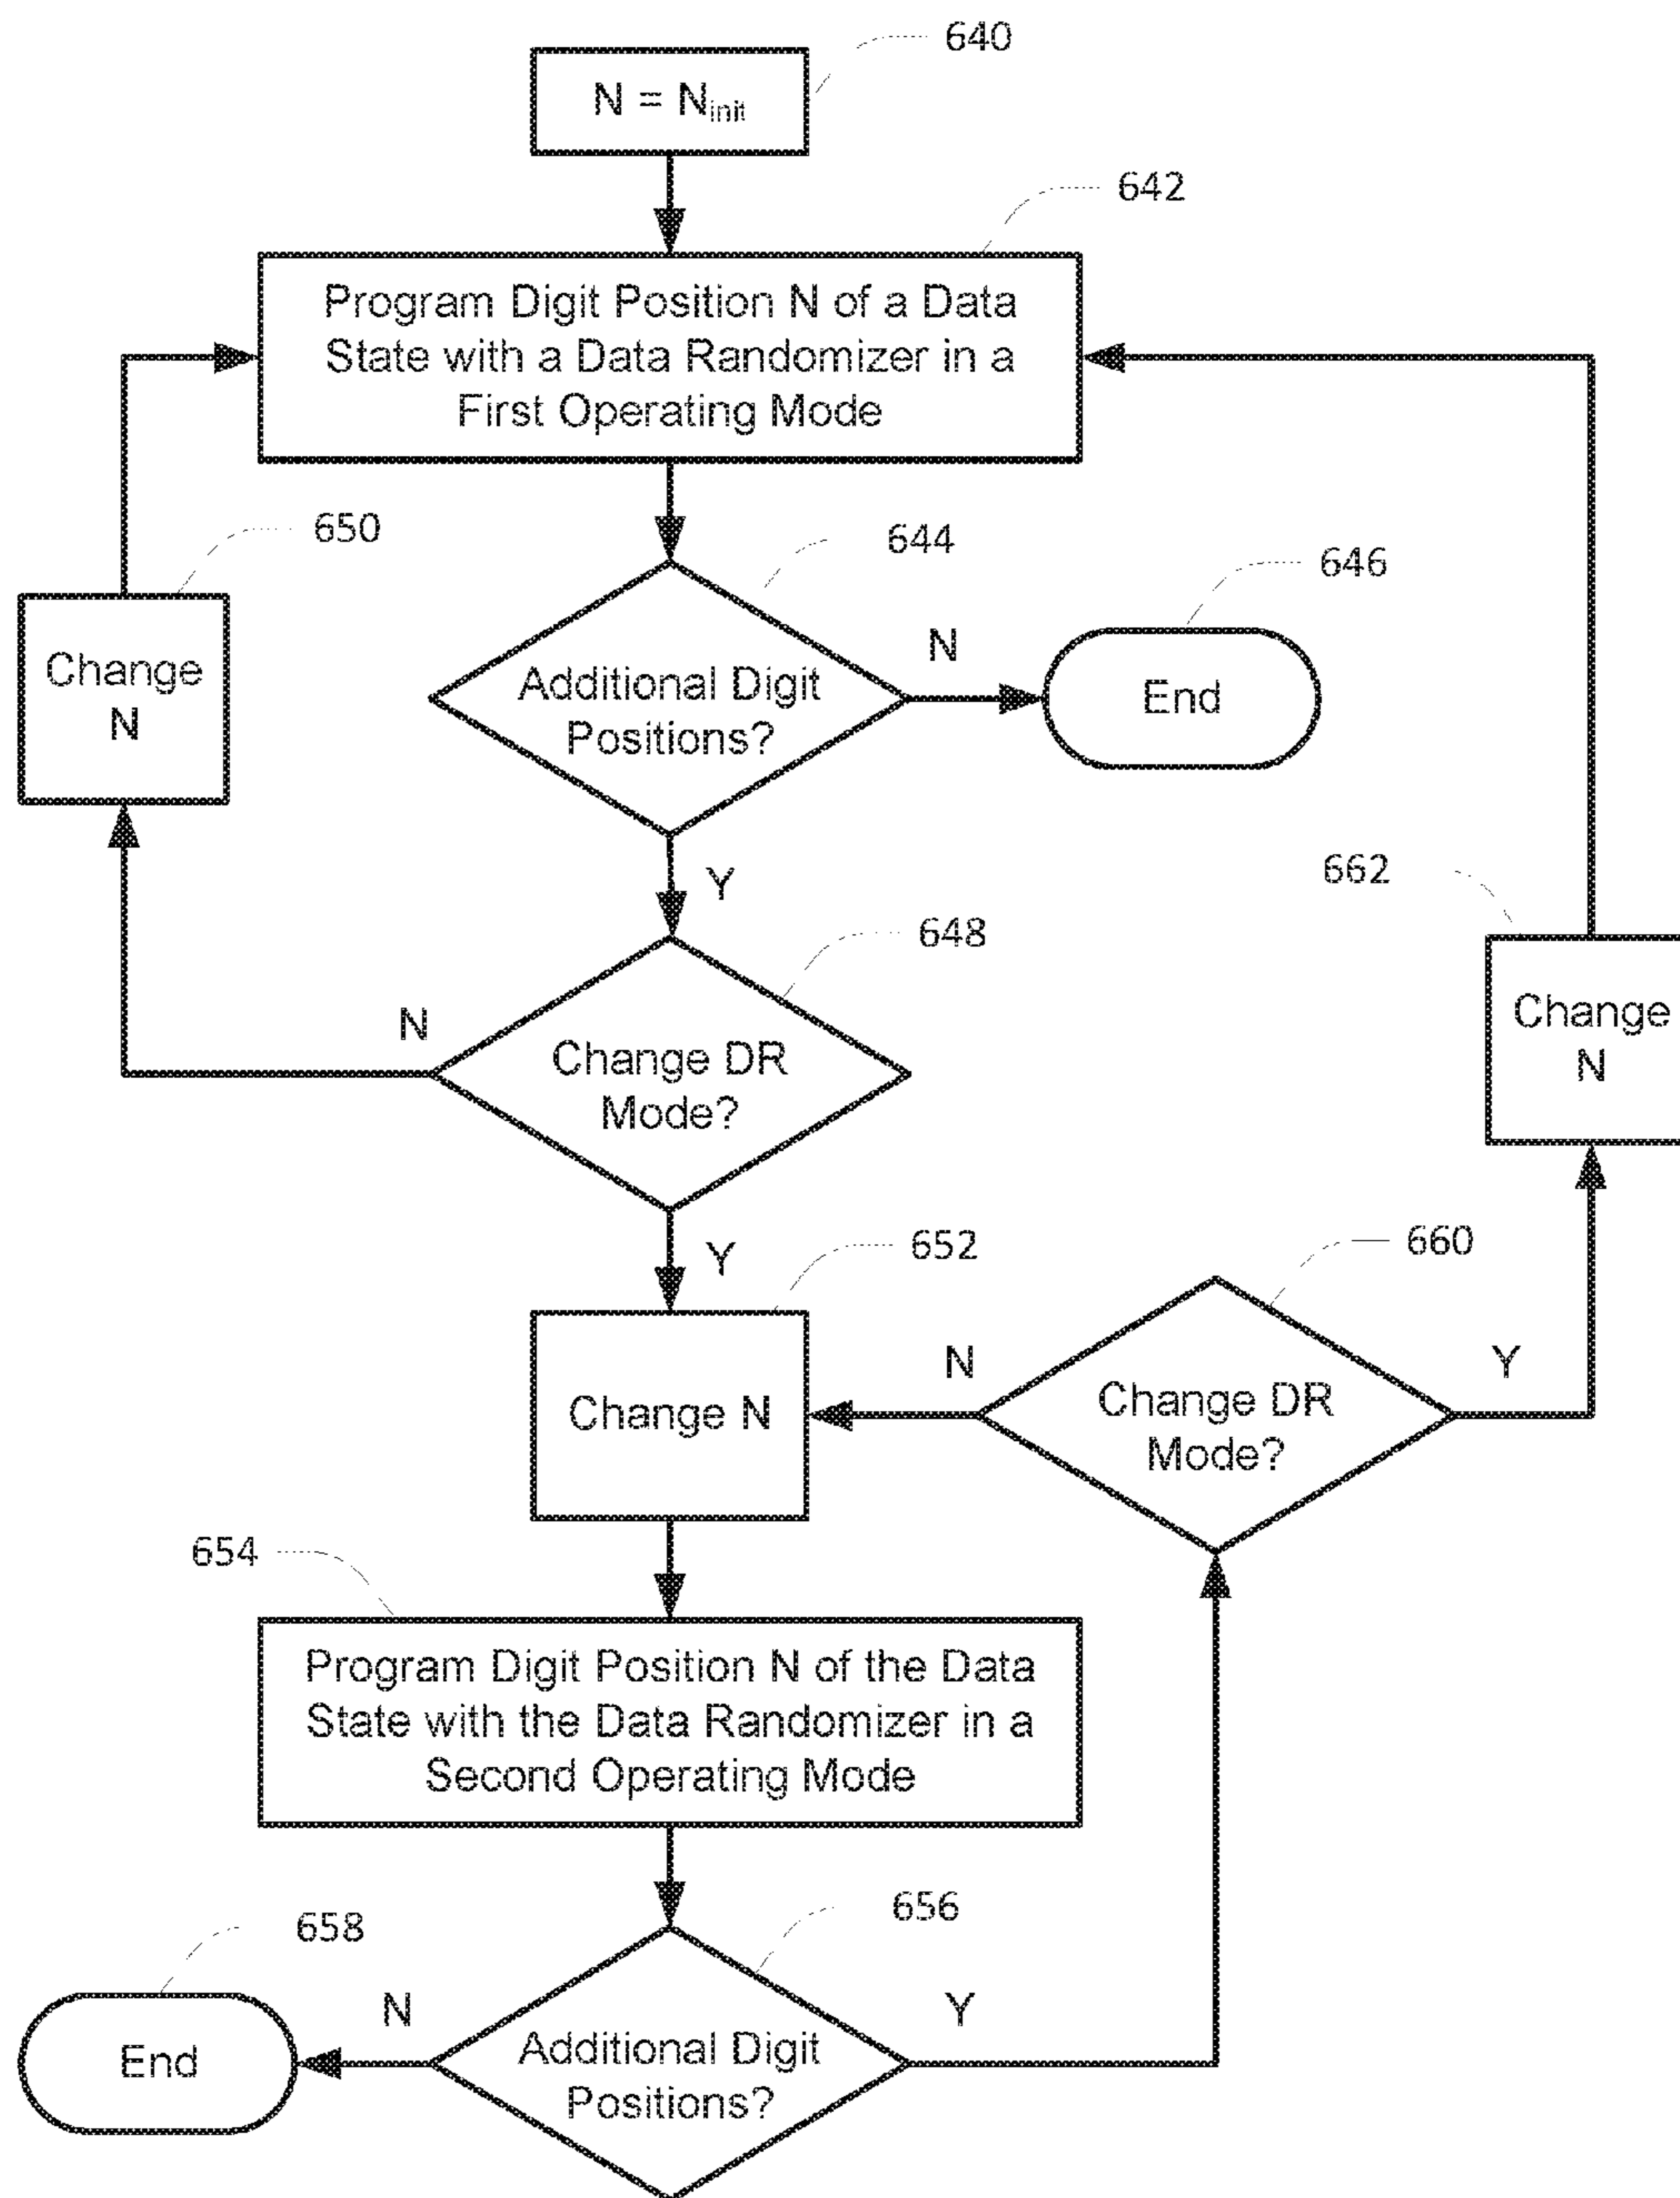 640
N = Ninit
642
Program Digit Position N of a Data
State with a Data Randomizer in a
First Operating Mode
650
644
646
Change
N
Additional Digit
Positions?
N
End
Y
662
648
N
Change DR
Mode?
Change
N
Y
652
660
Change N
N
Change DR
Mode?
Y
654
Program Digit Position N of the Data
State with the Data Randomizer in a
Second Operating Mode
656
658
N
Y
End
Additional Digit
Positions?